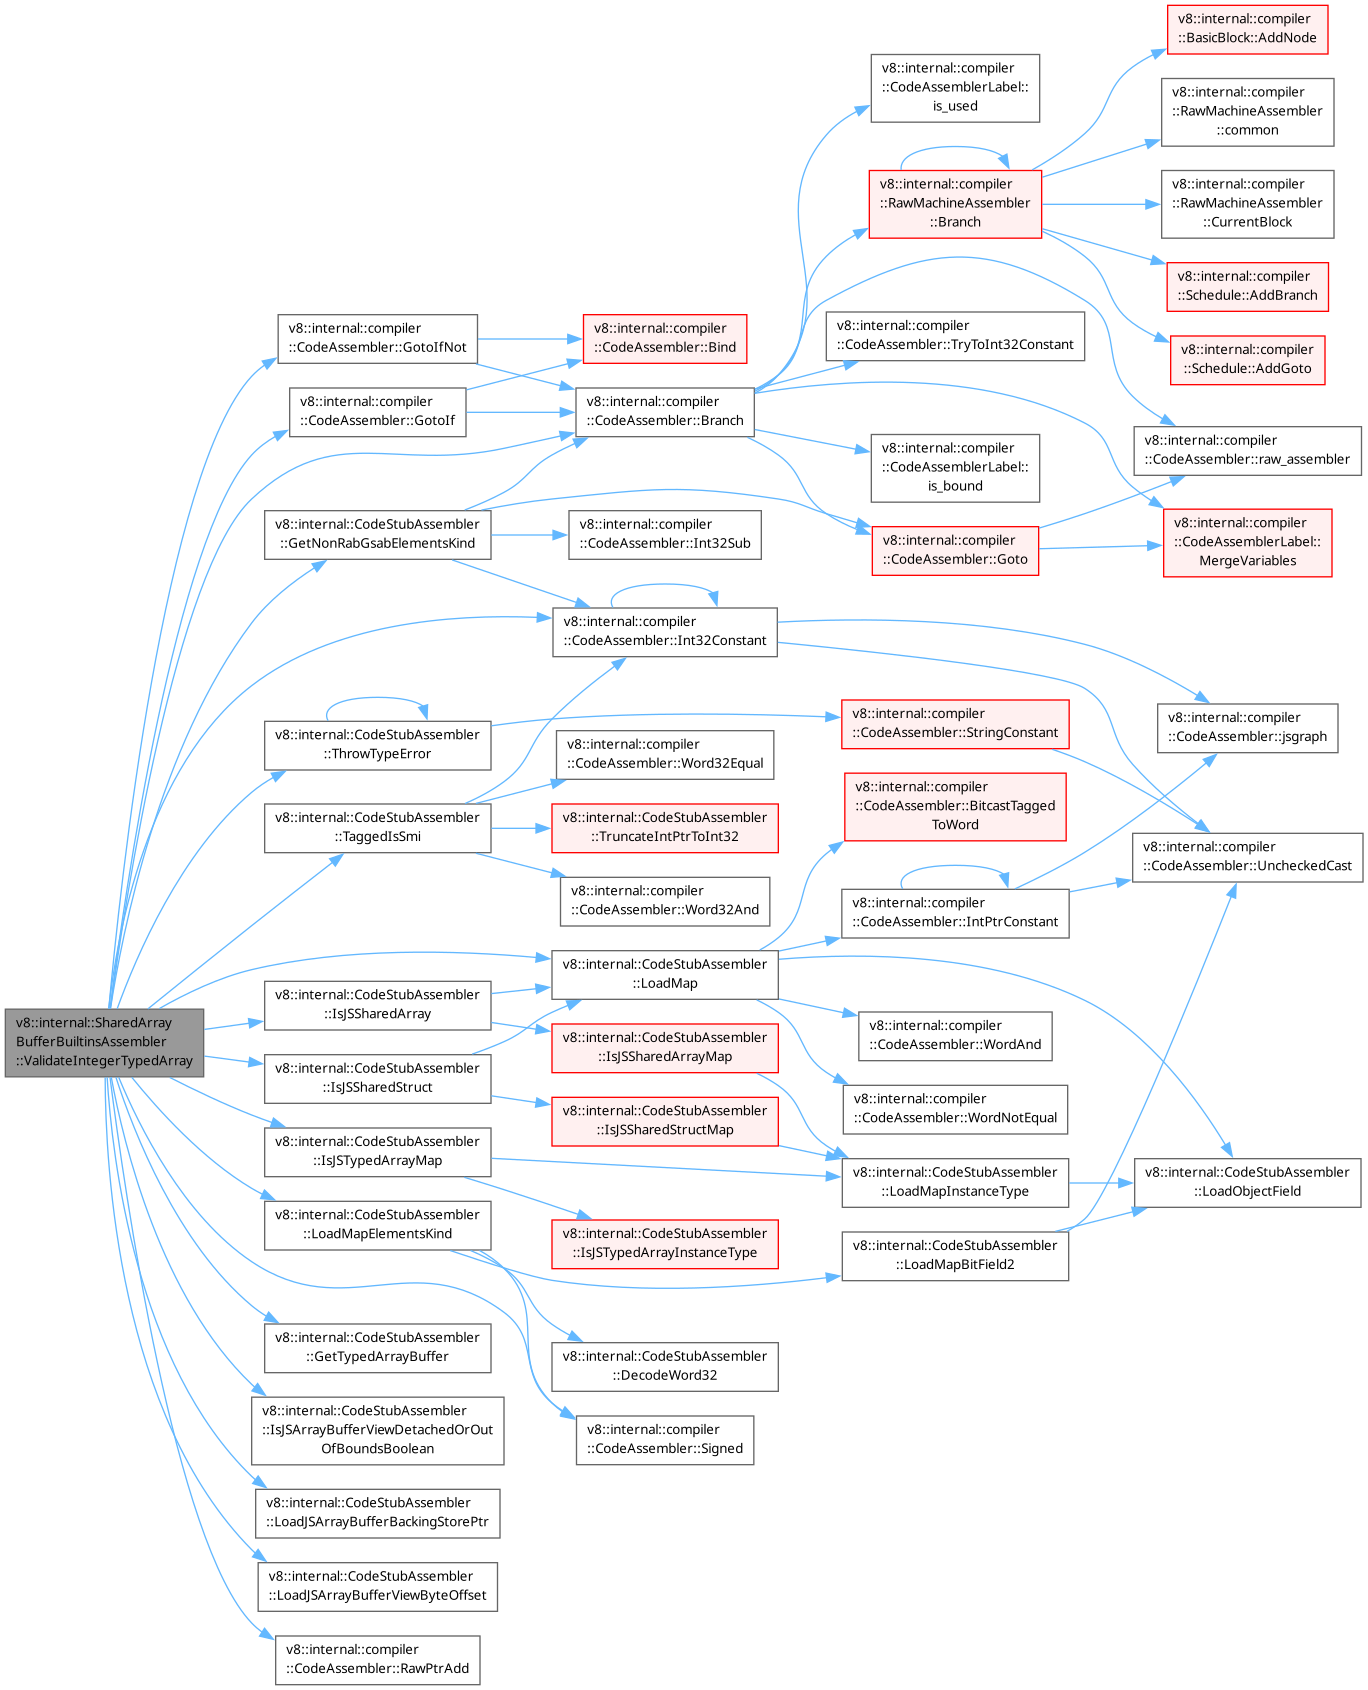 v8::internal::SharedArray
BufferBuiltinsAssembler
::ValidateIntegerTypedArray
v8::internal::compiler
::CodeAssembler::GotoIfNot
v8::internal::compiler
::CodeAssembler::GotoIf
v8::internal::CodeStubAssembler
::GetNonRabGsabElementsKind
v8::internal::CodeStubAssembler
::ThrowTypeError
v8::internal::CodeStubAssembler
::TaggedIsSmi
v8::internal::CodeStubAssembler
::IsJSSharedArray
v8::internal::CodeStubAssembler
::IsJSSharedStruct
v8::internal::CodeStubAssembler
::IsJSTypedArrayMap
v8::internal::CodeStubAssembler
::LoadMapElementsKind
v8::internal::CodeStubAssembler
::GetTypedArrayBuffer
v8::internal::CodeStubAssembler
::IsJSArrayBufferViewDetachedOrOut
OfBoundsBoolean
v8::internal::CodeStubAssembler
::LoadJSArrayBufferBackingStorePtr
v8::internal::CodeStubAssembler
::LoadJSArrayBufferViewByteOffset
v8::internal::compiler
::CodeAssembler::RawPtrAdd
v8::internal::compiler
::CodeAssembler::Bind
v8::internal::compiler
::CodeAssembler::Branch
v8::internal::compiler
::CodeAssembler::Int32Sub
v8::internal::compiler
::CodeAssembler::Int32Constant
v8::internal::compiler
::CodeAssembler::Word32Equal
v8::internal::CodeStubAssembler
::TruncateIntPtrToInt32
v8::internal::compiler
::CodeAssembler::Word32And
v8::internal::CodeStubAssembler
::LoadMap
v8::internal::CodeStubAssembler
::IsJSSharedArrayMap
v8::internal::CodeStubAssembler
::IsJSSharedStructMap
v8::internal::CodeStubAssembler
::IsJSTypedArrayInstanceType
v8::internal::CodeStubAssembler
::DecodeWord32
v8::internal::compiler
::CodeAssembler::Signed
v8::internal::compiler
::CodeAssemblerLabel::
is_used
v8::internal::compiler
::RawMachineAssembler
::Branch
v8::internal::compiler
::CodeAssembler::TryToInt32Constant
v8::internal::compiler
::CodeAssemblerLabel::
is_bound
v8::internal::compiler
::CodeAssembler::Goto
v8::internal::compiler
::CodeAssembler::StringConstant
v8::internal::compiler
::CodeAssembler::BitcastTagged
ToWord
v8::internal::compiler
::CodeAssembler::IntPtrConstant
v8::internal::compiler
::CodeAssembler::WordAnd
v8::internal::compiler
::CodeAssembler::WordNotEqual
v8::internal::CodeStubAssembler
::LoadMapInstanceType
v8::internal::CodeStubAssembler
::LoadMapBitField2
v8::internal::compiler
::BasicBlock::AddNode
v8::internal::compiler
::RawMachineAssembler
::common
v8::internal::compiler
::RawMachineAssembler
::CurrentBlock
v8::internal::compiler
::Schedule::AddBranch
v8::internal::compiler
::Schedule::AddGoto
v8::internal::compiler
::CodeAssembler::raw_assembler
v8::internal::compiler
::CodeAssemblerLabel::
MergeVariables
v8::internal::compiler
::CodeAssembler::jsgraph
v8::internal::compiler
::CodeAssembler::UncheckedCast
v8::internal::CodeStubAssembler
::LoadObjectField